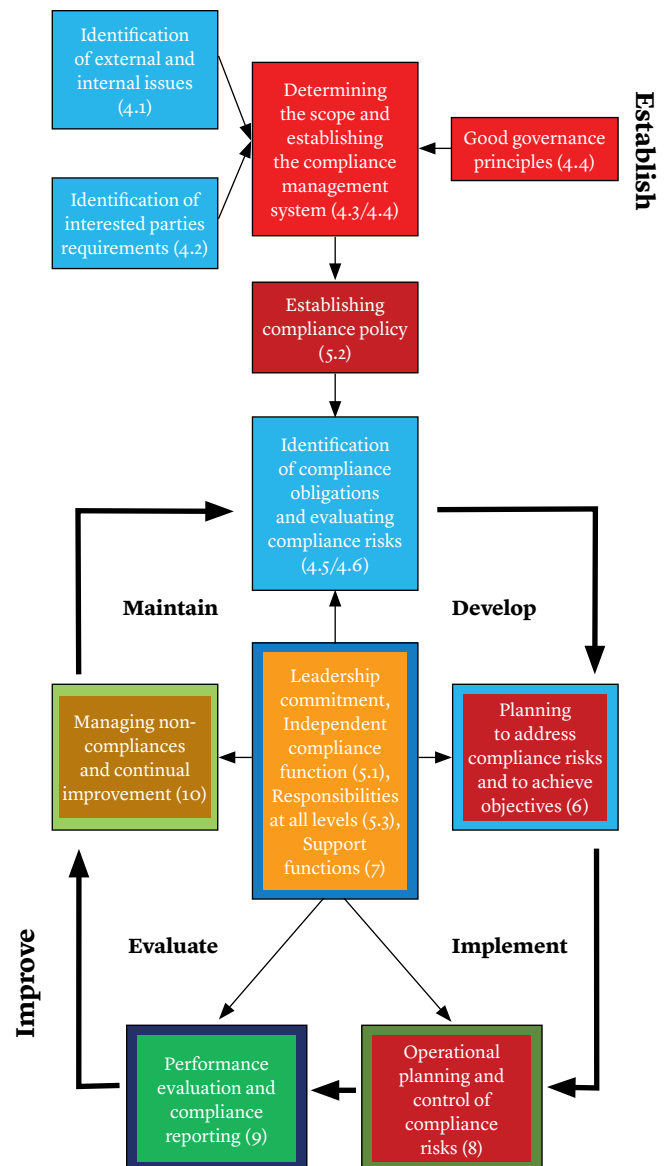 Identification
of external and
internal issues
(4.1)
Determining
the scope and
establishing
the compliance
management
system (4.3/4.4)
Good governance
principles (4.4)
Establish
Identification of
interested parties
requirements (4.2)
Establishing
compliance policy
(5.2)
Identification
of compliance
obligations
and evaluating
compliance risks
(4.5/4.6)
Maintain
Develop
Leadership
commitment,
Independent
compliance
function (5.1),
Responsibilities
at all levels (5.3),
Support
functions (7)
Managing non-
compliances
and continual
improvement (10)
Planning
to address
compliance risks
and to achieve
objectives (6)
Improve
Evaluate
Implement
Performance
evaluation and
compliance
reporting (9)
Operational
planning and
control of
compliance
risks (8)